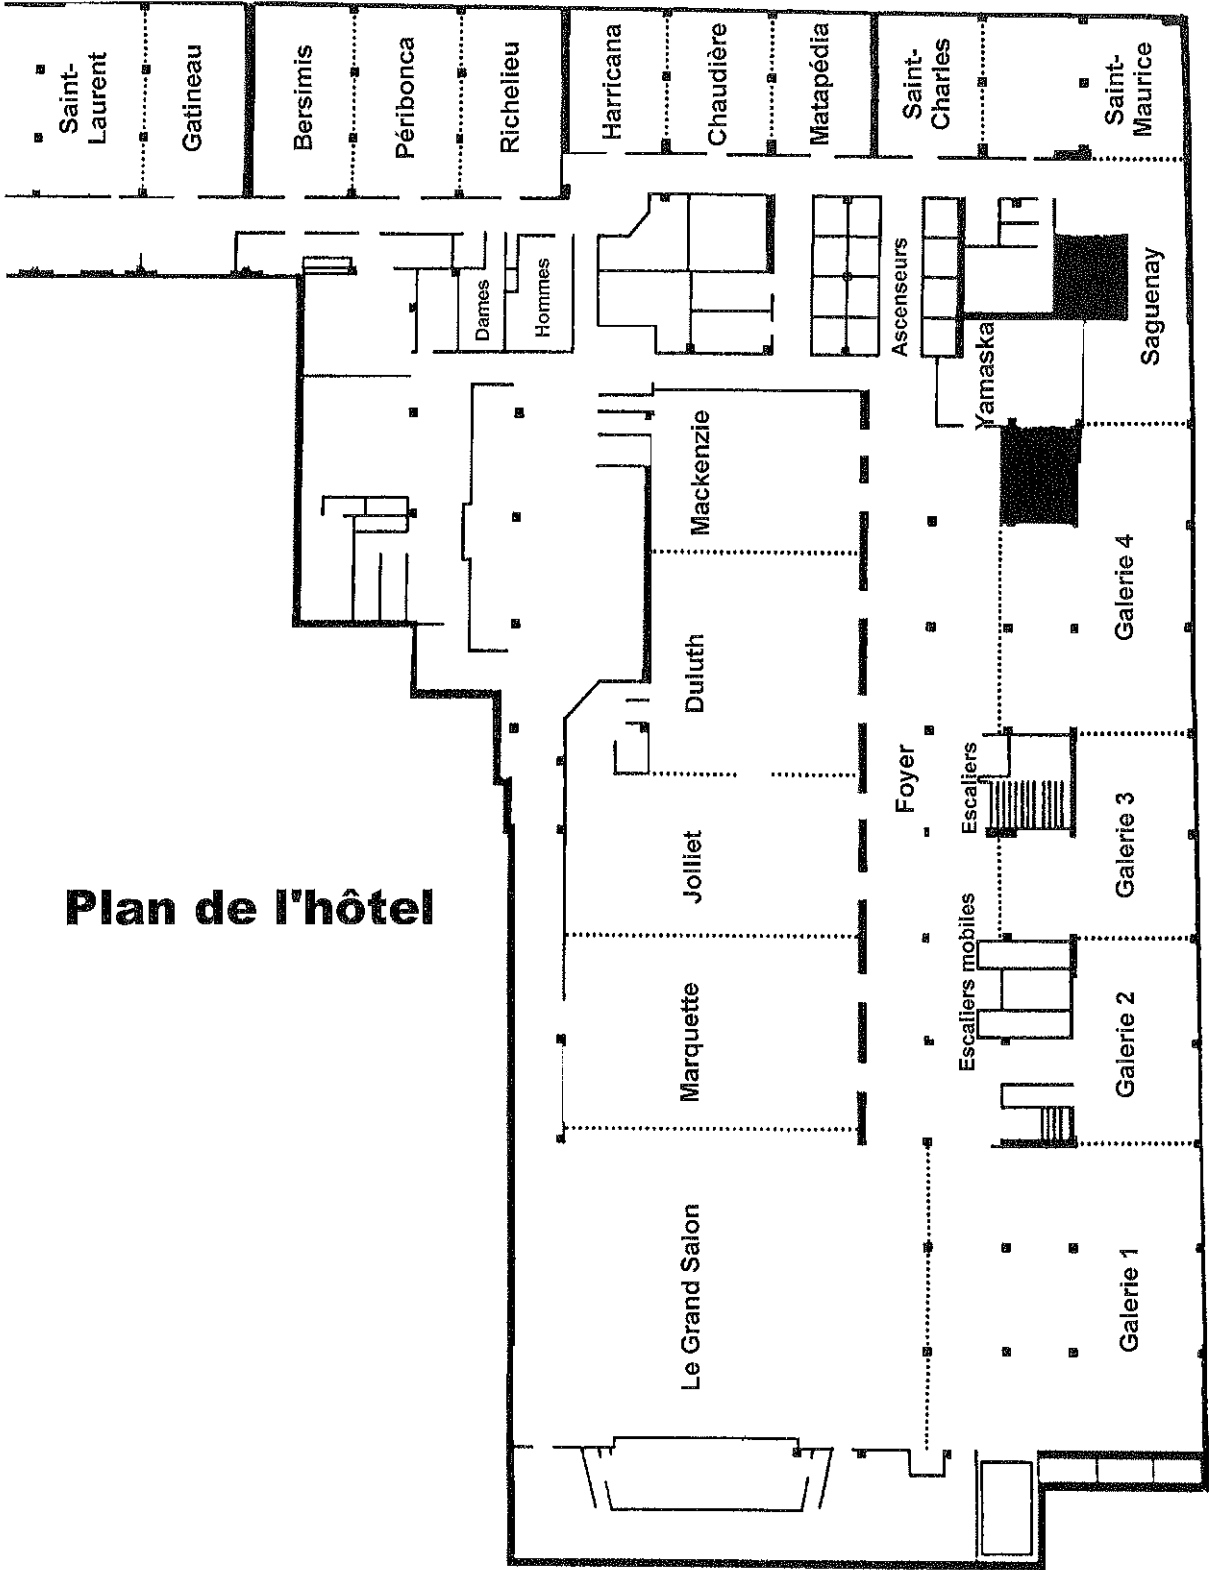 Saint-
Laurent
Gatineau
Bersimis
Péribonca
Richelieu
Harricana
Chaudière
Matapédia
Saint-
Charles
Saint-
Maurice
Dames
Hommes
Ascenseurs
Yamaska
Saguenay
Mackenzie
Duluth
Jolliet
Marquette
Le Grand Salon
Foyer
Escaliers
Escaliers mobiles
Galerie 4
Galerie 3
Galerie 2
Galerie 1
Plan de l'hôtel